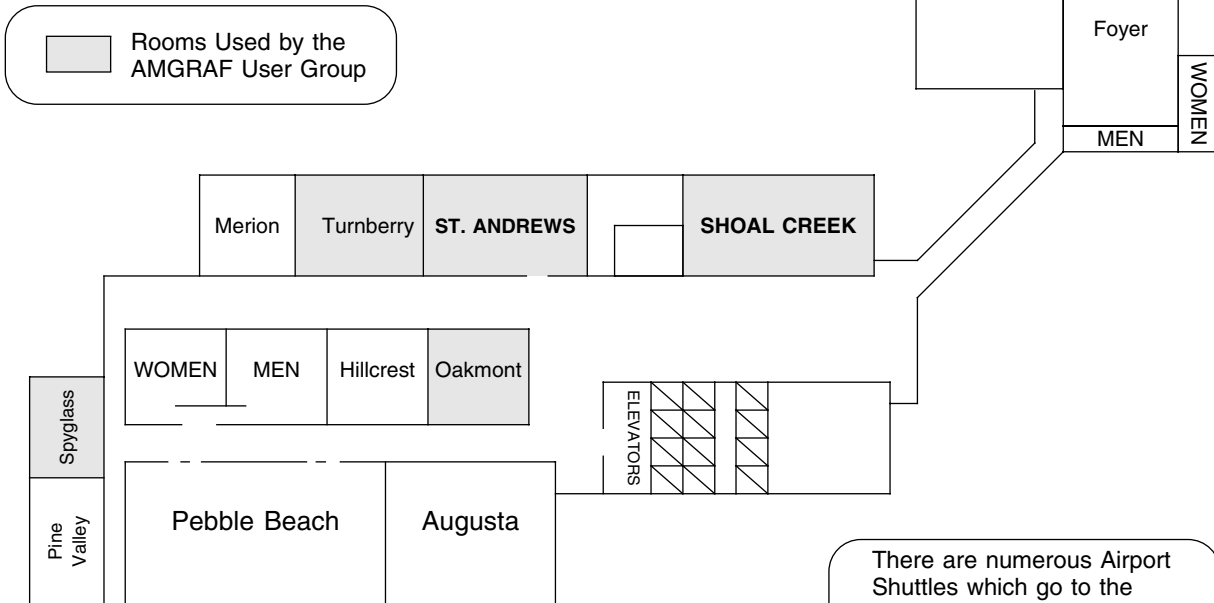 Rooms Used by the
AMGRAF User Group
Foyer
WOMEN
MEN
Merion
Turnberry
ST. ANDREWS
SHOAL CREEK
WOMEN
MEN
Hillcrest
Oakmont
Spyglass
ELEVATORS
Pine
Valley
Pebble Beach
Augusta
There are numerous Airport
Shuttles which go to the